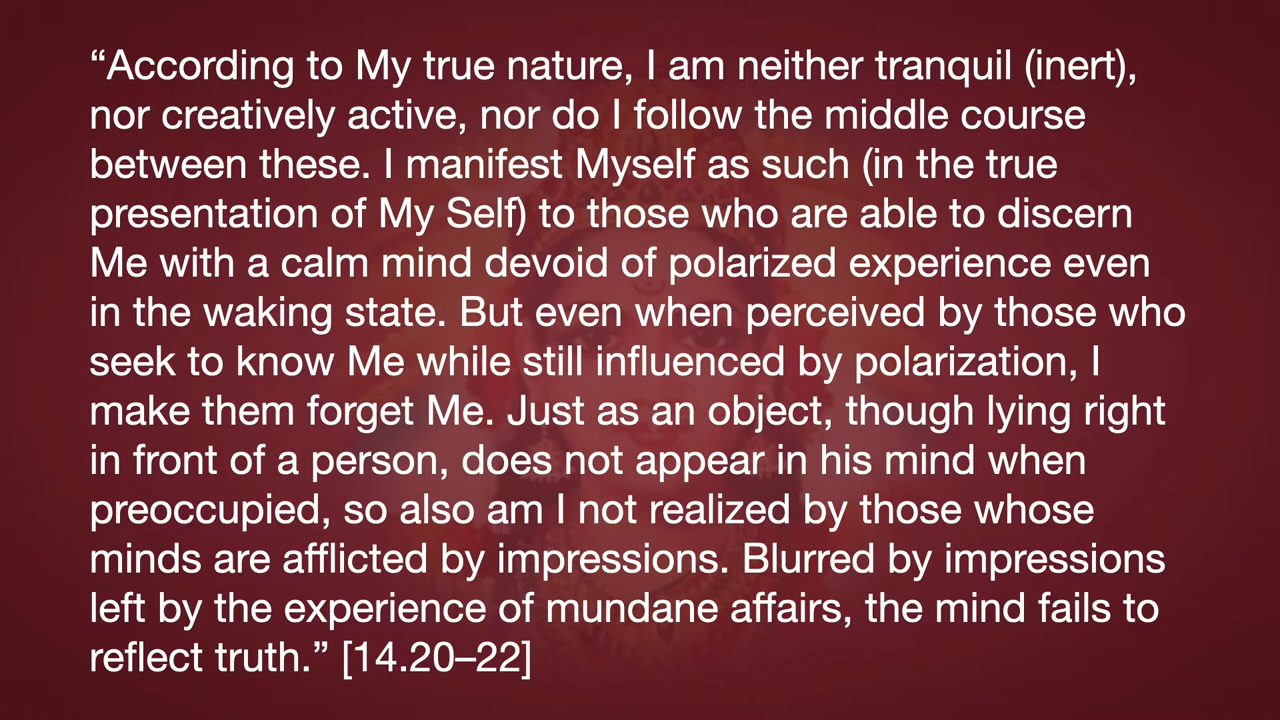 “According to My true nature, I am neither tranquil (inert),
nor creatively active, nor do I follow the middle course
between these. I manifest Myself as such (in the true
presentation of My Self) to those who are able to discern
Me with a calm mind devoid of polarized experience even
in the waking state. But even when perceived by those who
seek to know Me while still influenced by polarization, I
make them forget Me. Just as an object, though lying right
in front of a person, does not appear in his mind when
preoccupied, so also am I not realized by those whose
minds are afflicted by impressions. Blurred by impressions
left by the experience of mundane affairs, the mind fails to
reflect truth.” [14.20–22]